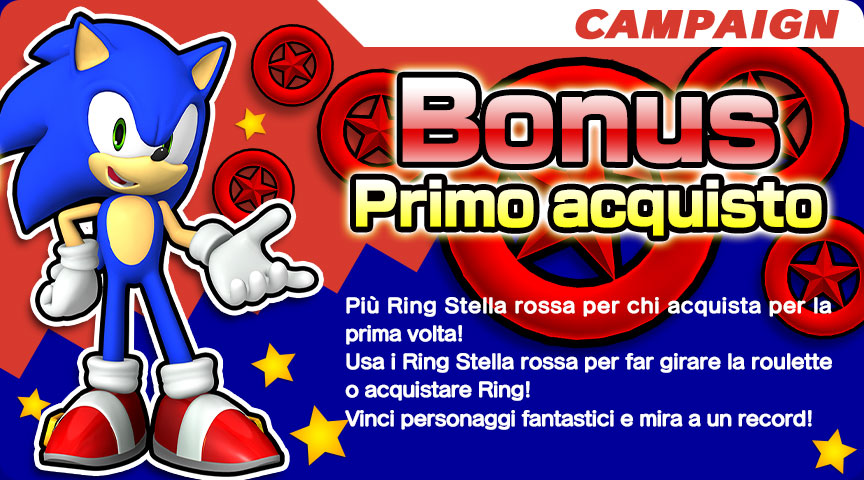 CAMPAIGN
Bonus
Primo acquisto
Più Ring Stella rossa per chi acquista per la
prima volta!
Usa i Ring Stella rossa per far girare la roulette
o acquistare Ring!
Vinci personaggi fantastici e mira a un record!